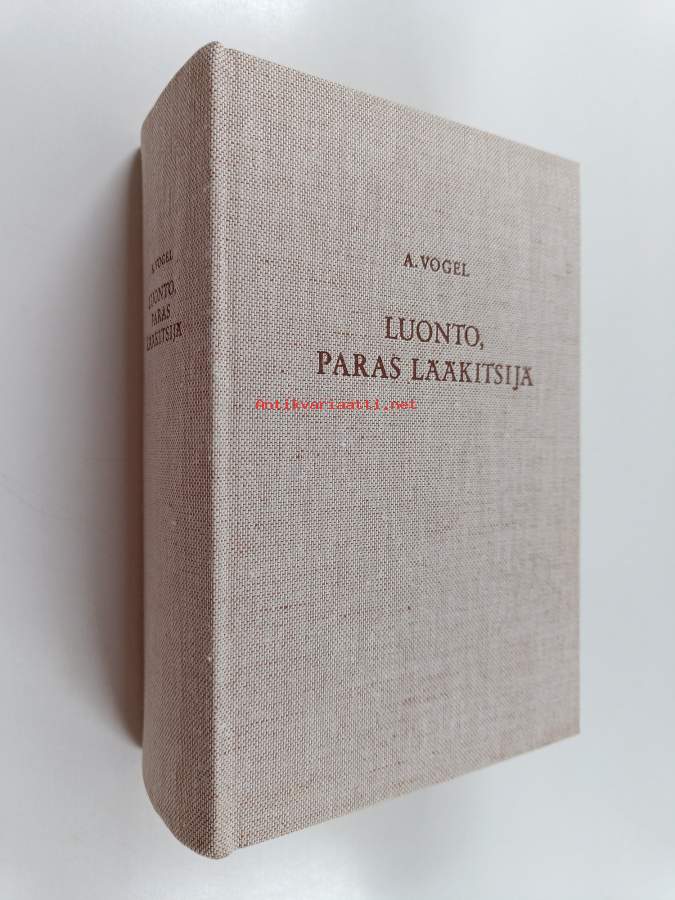 A. VOGEL
LUONTO,
PARAS LÄÄKITSIJÄ
Antikvariaatti.net
A. VOGEL
LUONTO,
PARAS
LÄÄKITSIJÄ